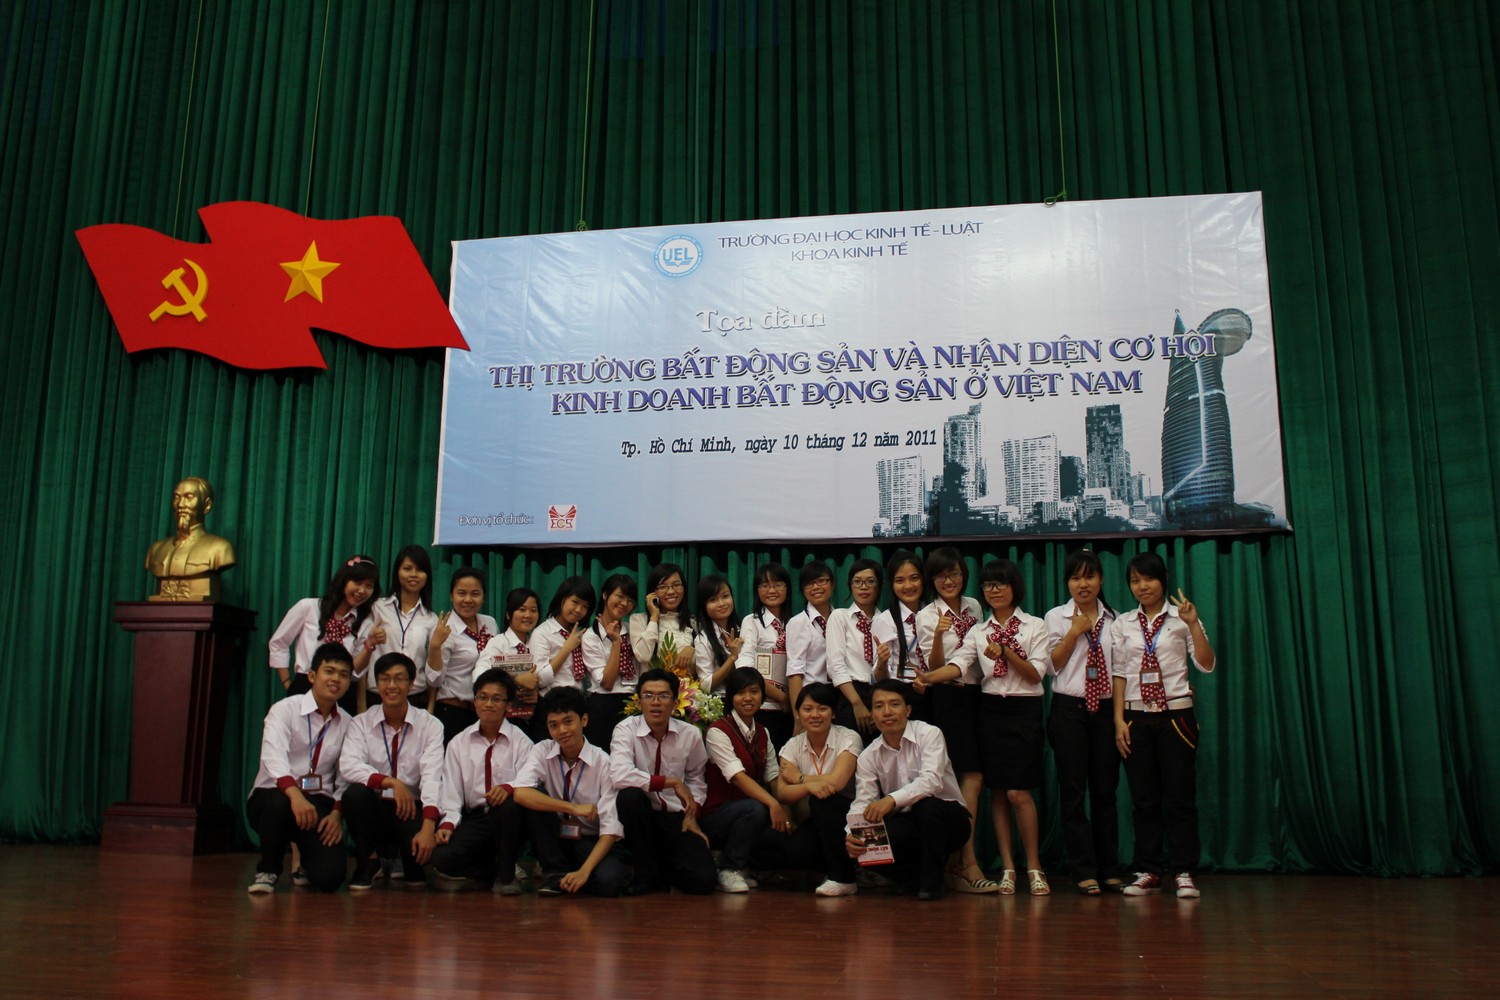 UEL
TRƯỜNG ĐẠI HỌC KINH TẾ - LUẬT
KHOA KINH TẾ
Tọa đàm
THỊ TRƯỜNG BẤT ĐỘNG SẢN VÀ NHẬN DIỆN CƠ HỘI
KINH DOANH BẤT ĐỘNG SẢN Ở VIỆT NAM
Tp. Hồ Chí Minh, ngày 10 tháng 12 năm 2011
Đơn vị tổ chức: